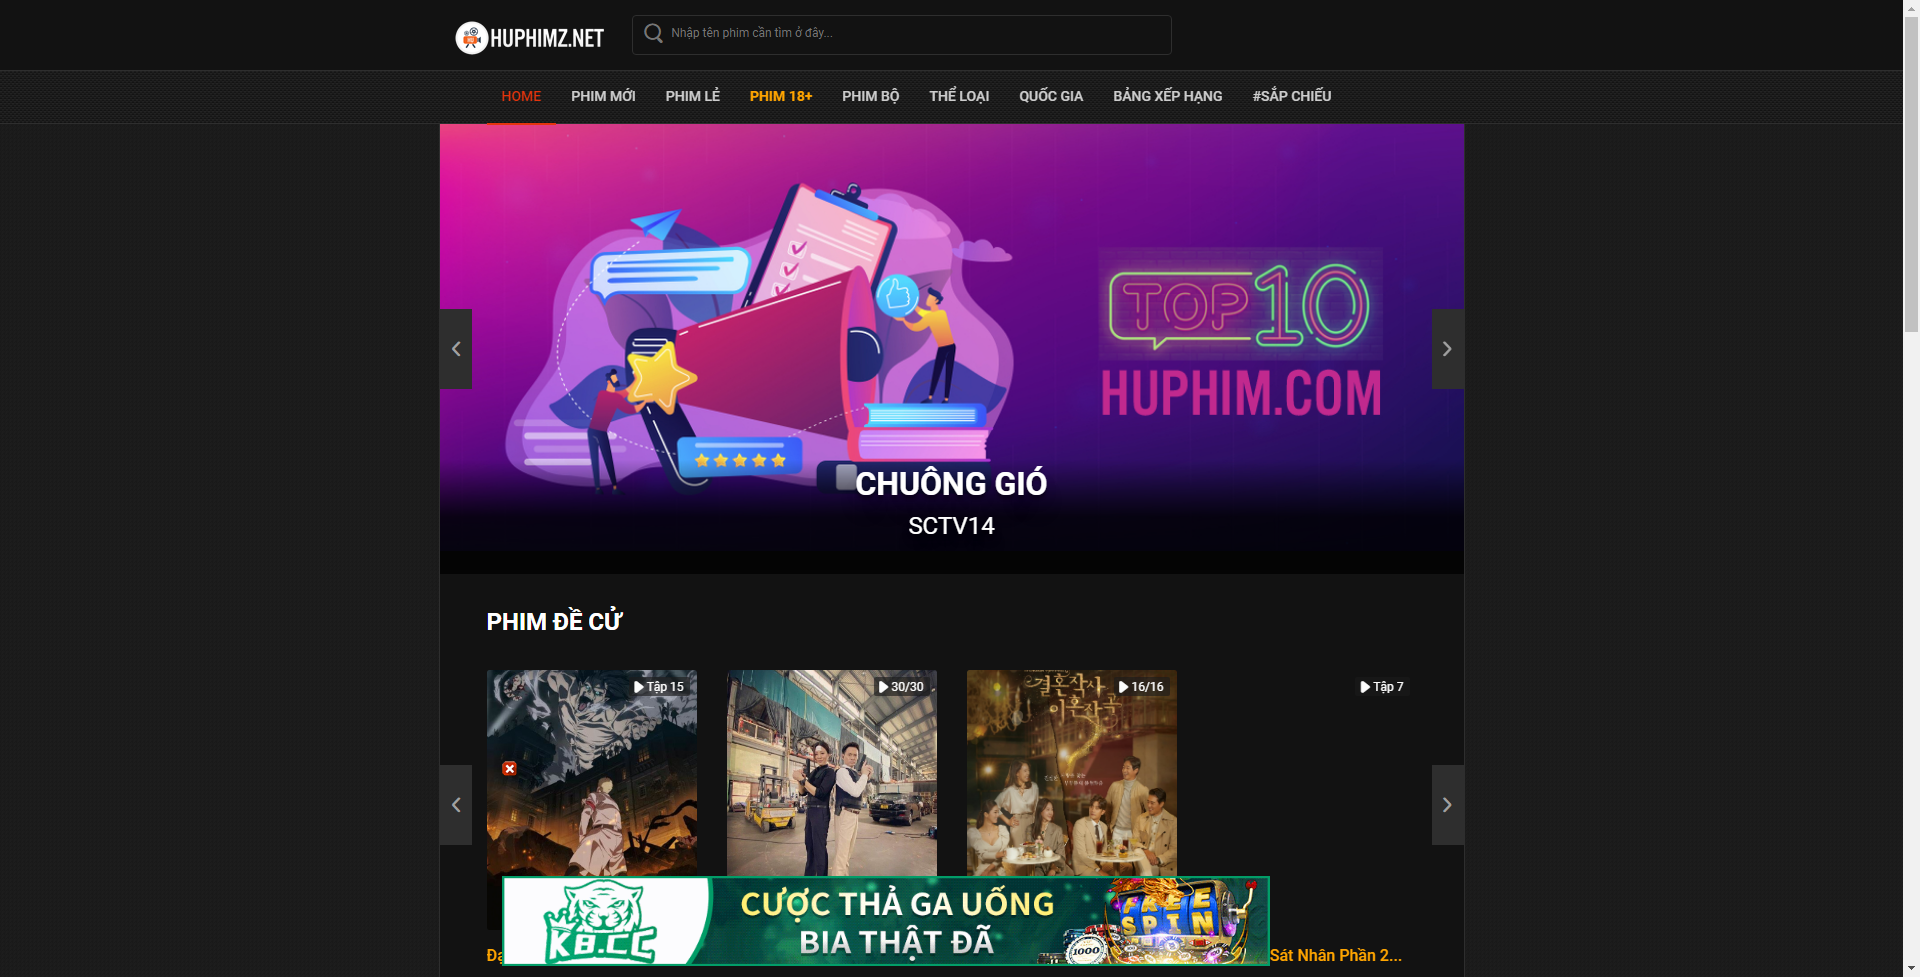 HUPHIMZ.NET
Nhập tên phim cần tìm ở đây...
HOME
PHIM MỚI
PHIM LẺ
PHIM 18+
PHIM BỘ
THỂ LOẠI
QUỐC GIA
BẢNG XẾP HẠNG
#SẮP CHIẾU
TOP10
HUPHIM.COM
CHUÔNG GIÓ
SCTV14
PHIM ĐỀ CỬ
Tập 15
30/30
16/16
Tập 7
결혼작사
이혼작곡
K8.CC
CƯỢC THẢ GA UỐNG
BIA THẬT ĐÃ
FREE
SPIN
1000
Sát Nhân Phần 2...